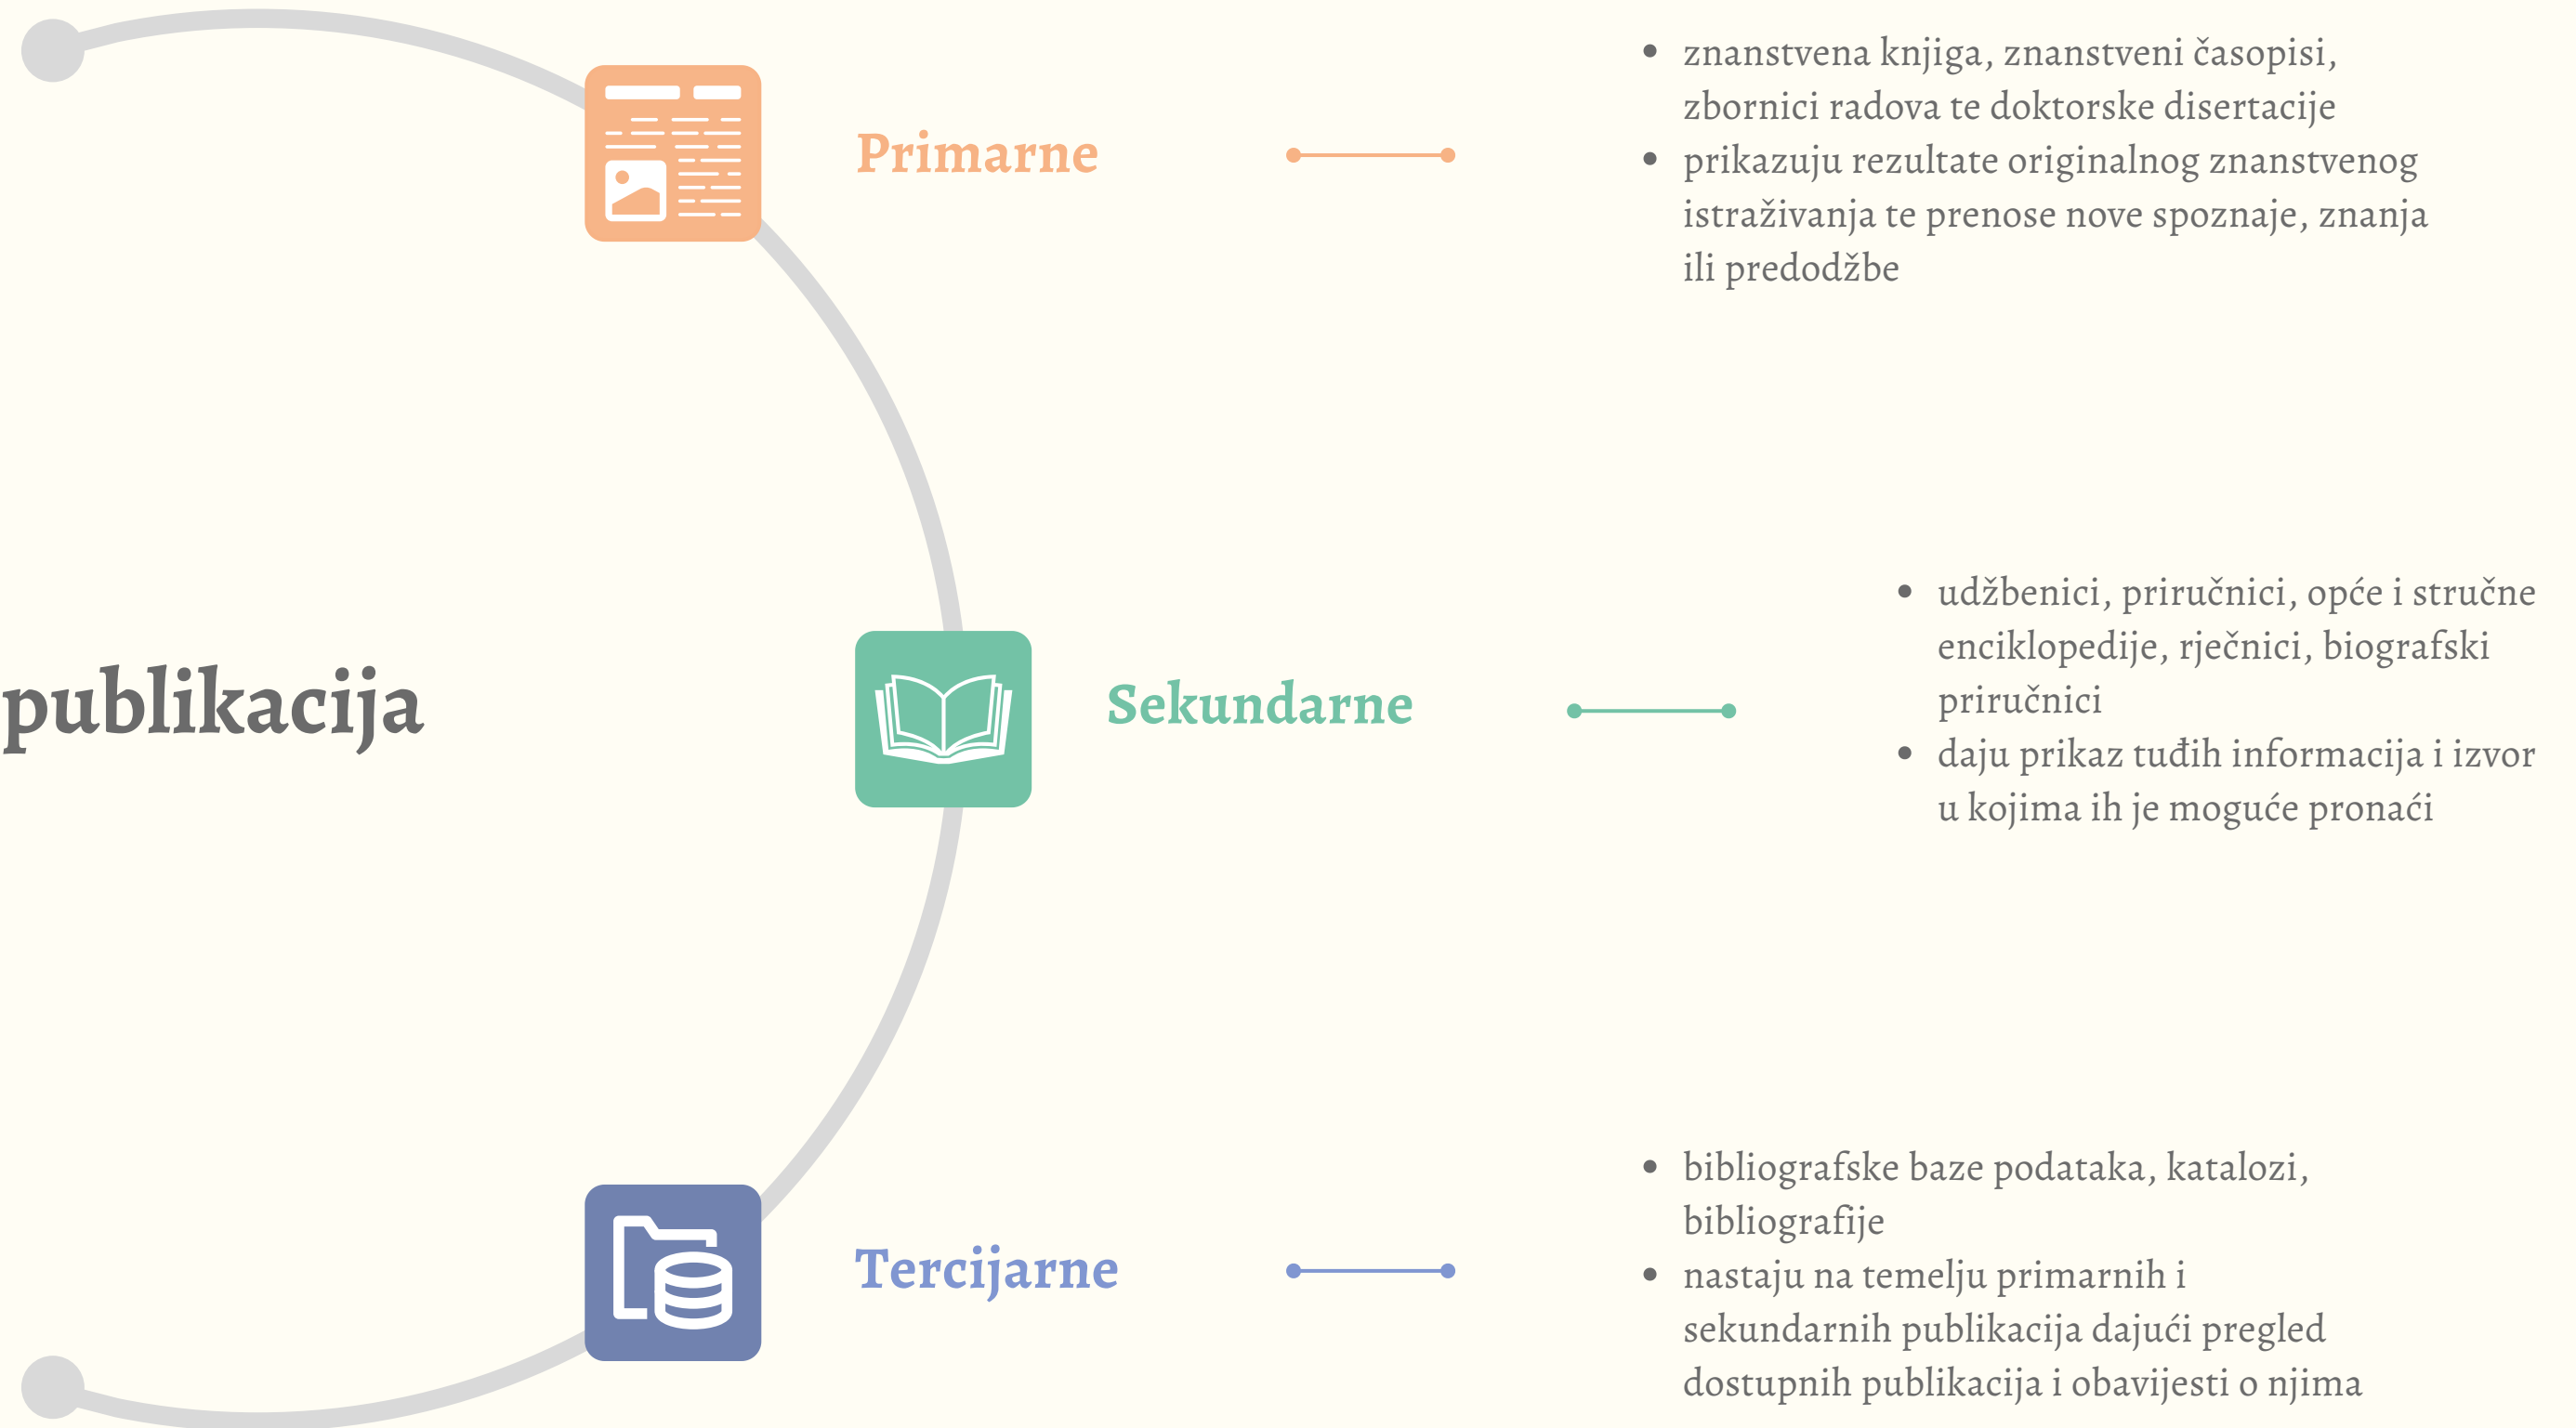 publikacija
Primarne
znanstvena knjiga, znanstveni časopisi,
zbornici radova te doktorske disertacije
prikazuju rezultate originalnog znanstvenog
istraživanja te prenose nove spoznaje, znanja
ili predodžbe
Sekundarne
udžbenici, priručnici, opće i stručne
enciklopedije, rječnici, biografski
priručnici
daju prikaz tuđih informacija i izvor
u kojima ih je moguće pronaći
Tercijarne
bibliografske baze podataka, katalozi,
bibliografije
nastaju na temelju primarnih i
sekundarnih publikacija dajući pregled
dostupnih publikacija i obavijesti o njima